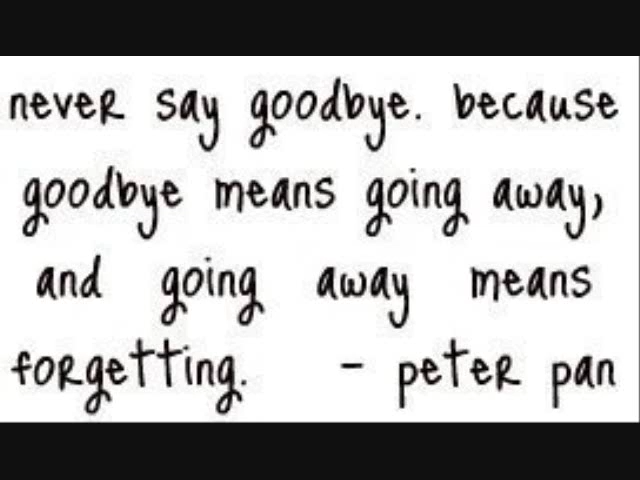 never say goodbye. because
goodbye means going away,
and going away means
forgetting. - peter pan